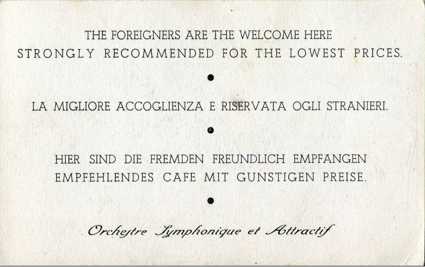 THE FOREIGNERS ARE THE WELCOME HERE
STRONGLY RECOMMENDED FOR THE LOWEST PRICES.
LA MIGLIORE ACCOGLIENZA E RISERVATA OGLI STRANIERI.
HIER SIND DIE FREMDEN FREUNDLICH EMPFANGEN
EMPFEHLENDES CAFE MIT GUNSTIGEN PREISE.
Orchestre Symphonique et Attractif